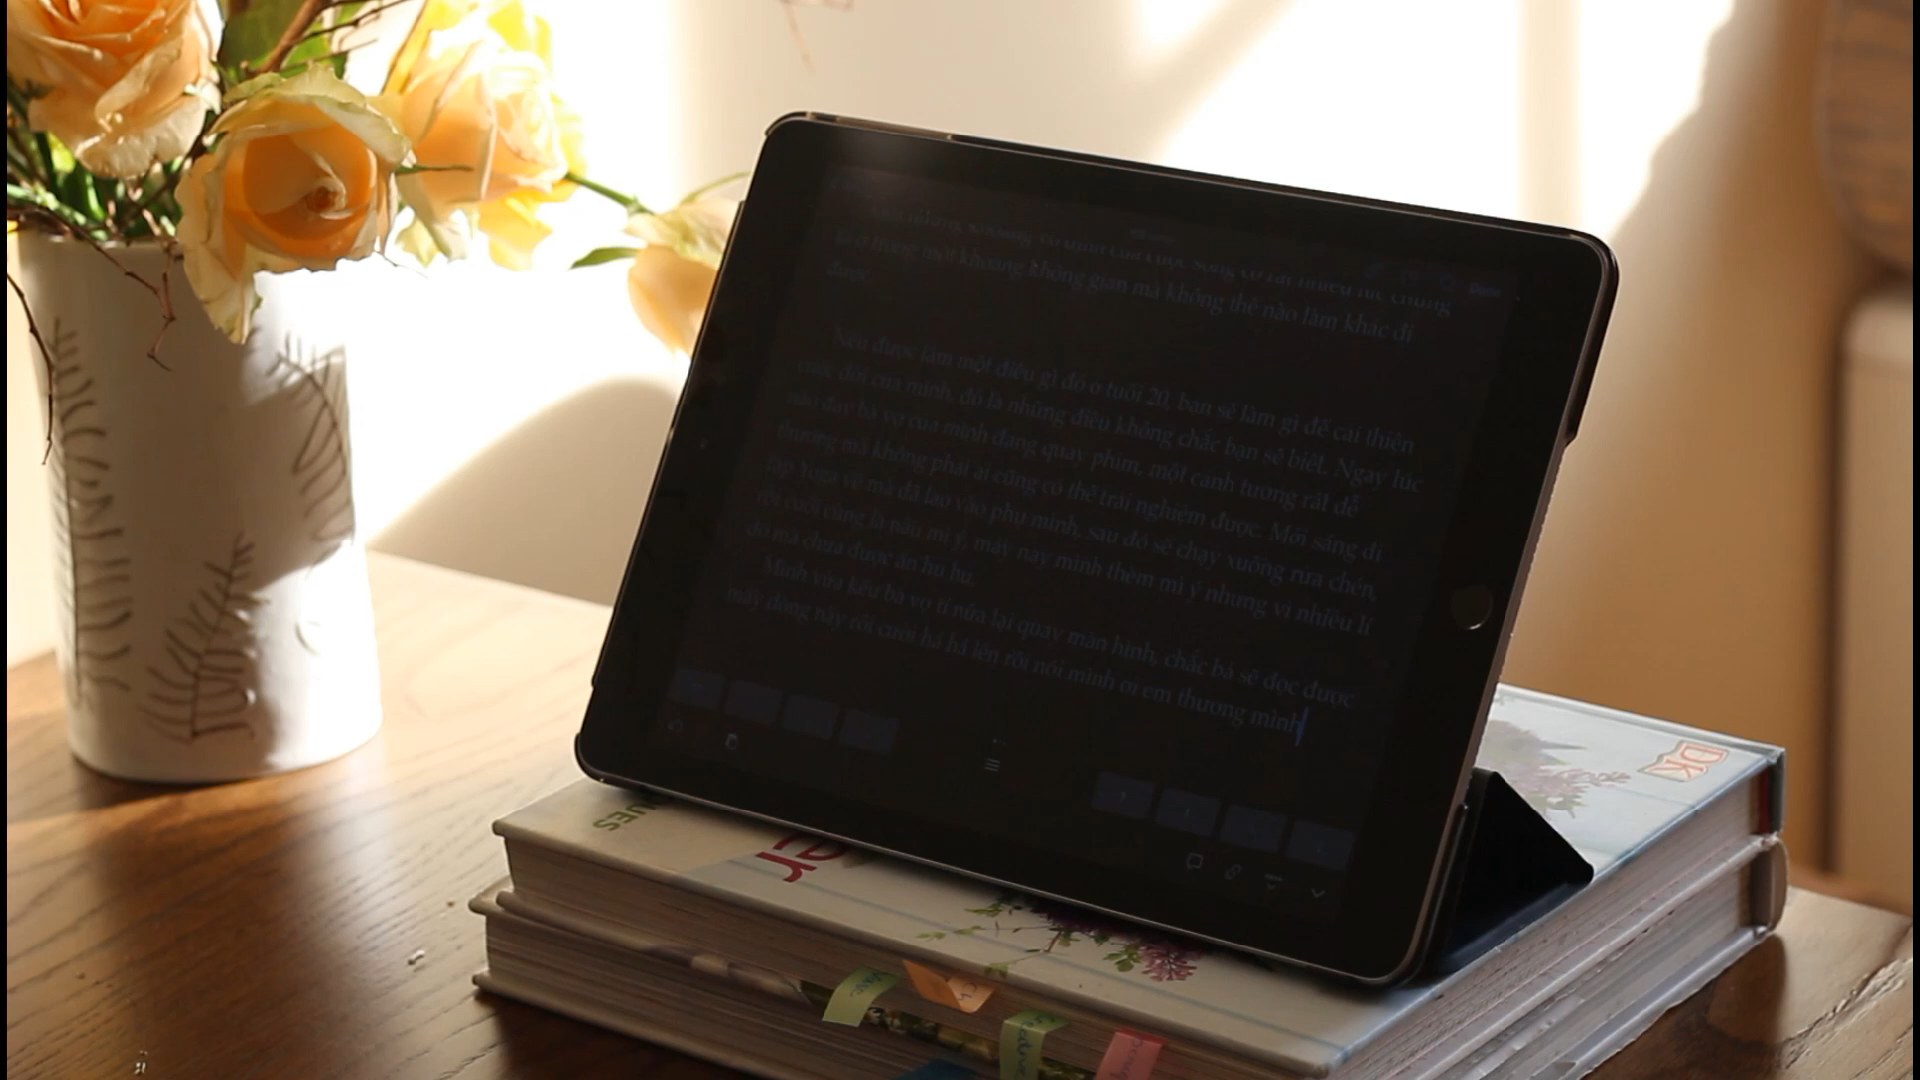 một khoảng không gian mà không thể nào làm khác đi
được.
Nếu được làm một điều gì đó ở tuổi 20, bạn sẽ làm gì để cải thiện
cuộc đời của mình, đó là những điều không chắc bạn sẽ biết. Ngay lúc
này đây bà vợ của mình đang quay phim, một cảnh tượng rất dễ
thương mà không phải ai cũng có thể trải nghiệm được. Mới sáng đi
tập Yoga về mà đã lao vào phụ mình, sau đó sẽ chạy xuống rửa chén,
rồi cuối cùng là nấu mì ý, mấy nay mình thèm mì ý nhưng vì nhiều lí
do mà chưa được ăn hu hu.
Mình vừa kêu bà vợ tí nữa lại quay màn hình, chắc bà sẽ đọc được
mấy dòng này rồi cười há há lên rồi nói mình ơi em thương mình
DK
UES
er